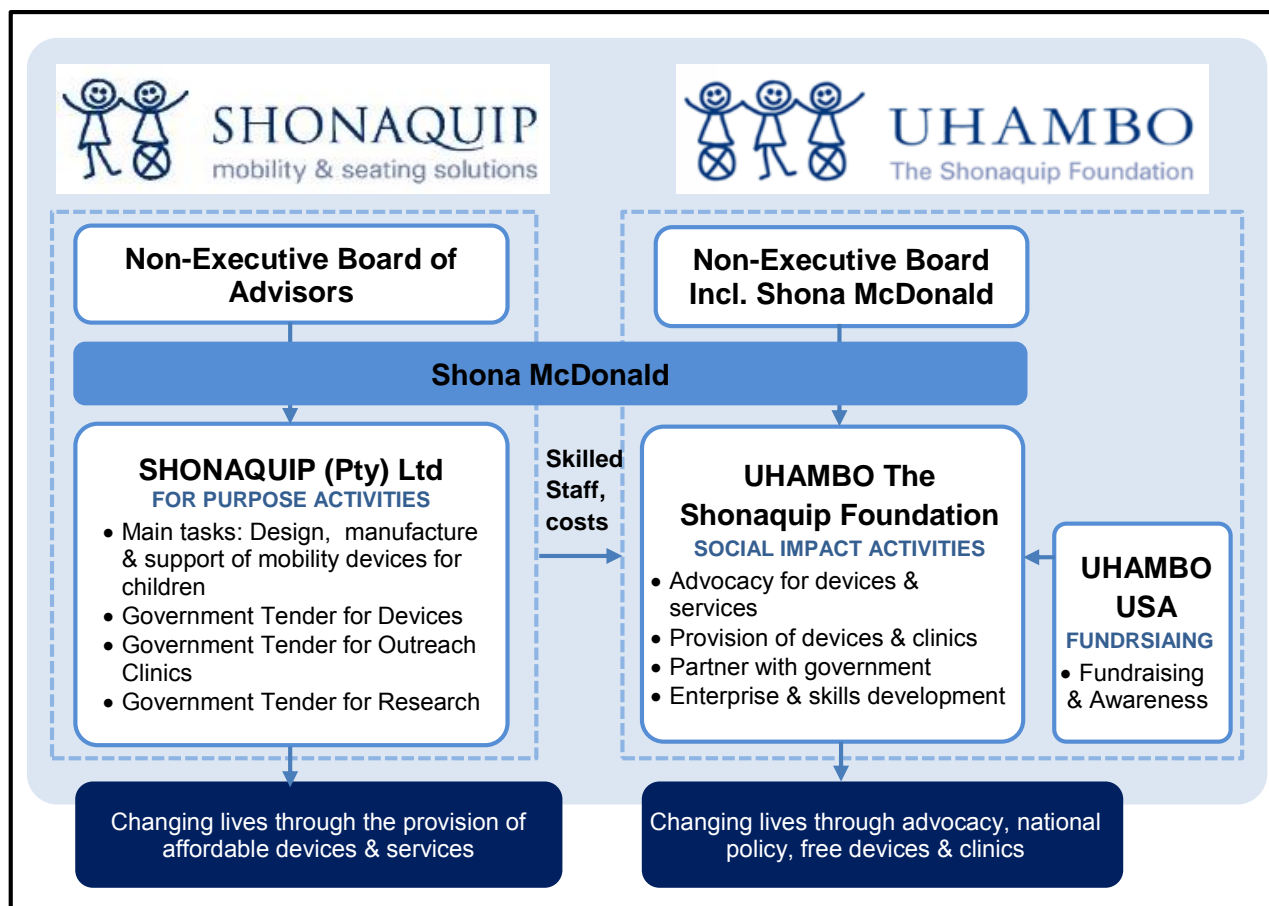 SHONAQUIP
mobility & seating solutions
UHAMBO
The Shonaquip Foundation
Non-Executive Board of
Advisors
Non-Executive Board
Incl. Shona McDonald
Shona McDonald
SHONAQUIP (Pty) Ltd
FOR PURPOSE ACTIVITIES
• Main tasks: Design, manufacture
& support of mobility devices for
children
• Government Tender for Devices
• Government Tender for Outreach
Clinics
• Government Tender for Research
Skilled
Staff,
costs
UHAMBO The
Shonaquip Foundation
SOCIAL IMPACT ACTIVITIES
• Advocacy for devices &
services
• Provision of devices & clinics
• Partner with government
• Enterprise & skills development
UHAMBO
USA
FUNDRSIAING
• Fundraising
& Awareness
Changing lives through the provision of
affordable devices & services
Changing lives through advocacy, national
policy, free devices & clinics